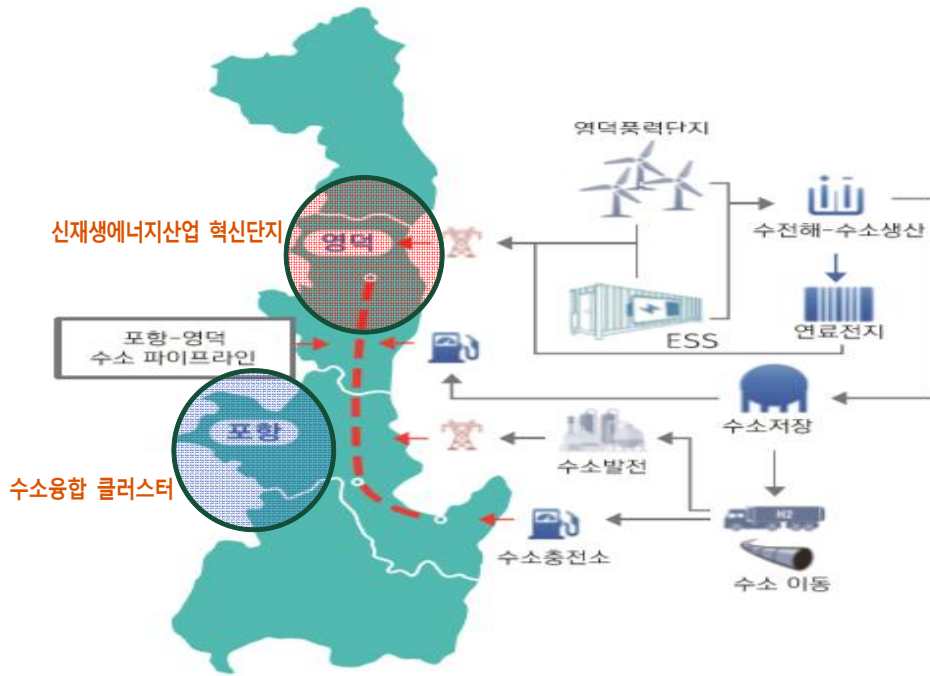 영덕풍력단지
신재생에너지산업 혁신단지
영덕
수전해-수소생산
ESS
연료전지
포항-영덕
수소 파이프라인
수소저장
포항
수소융합 클러스터
수소발전
H2
수소충전소
수소 이동